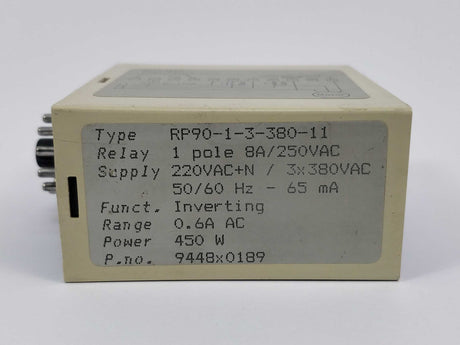 Type RP90-1-3-380-11
Relay 1 pole 8A/250VAC
Supply 220VAC+N / 3x380VAC
50/60 Hz - 65 mA
Funct. Inverting
Range 0.6A AC
Power 450 W
P.no. 9448x0189